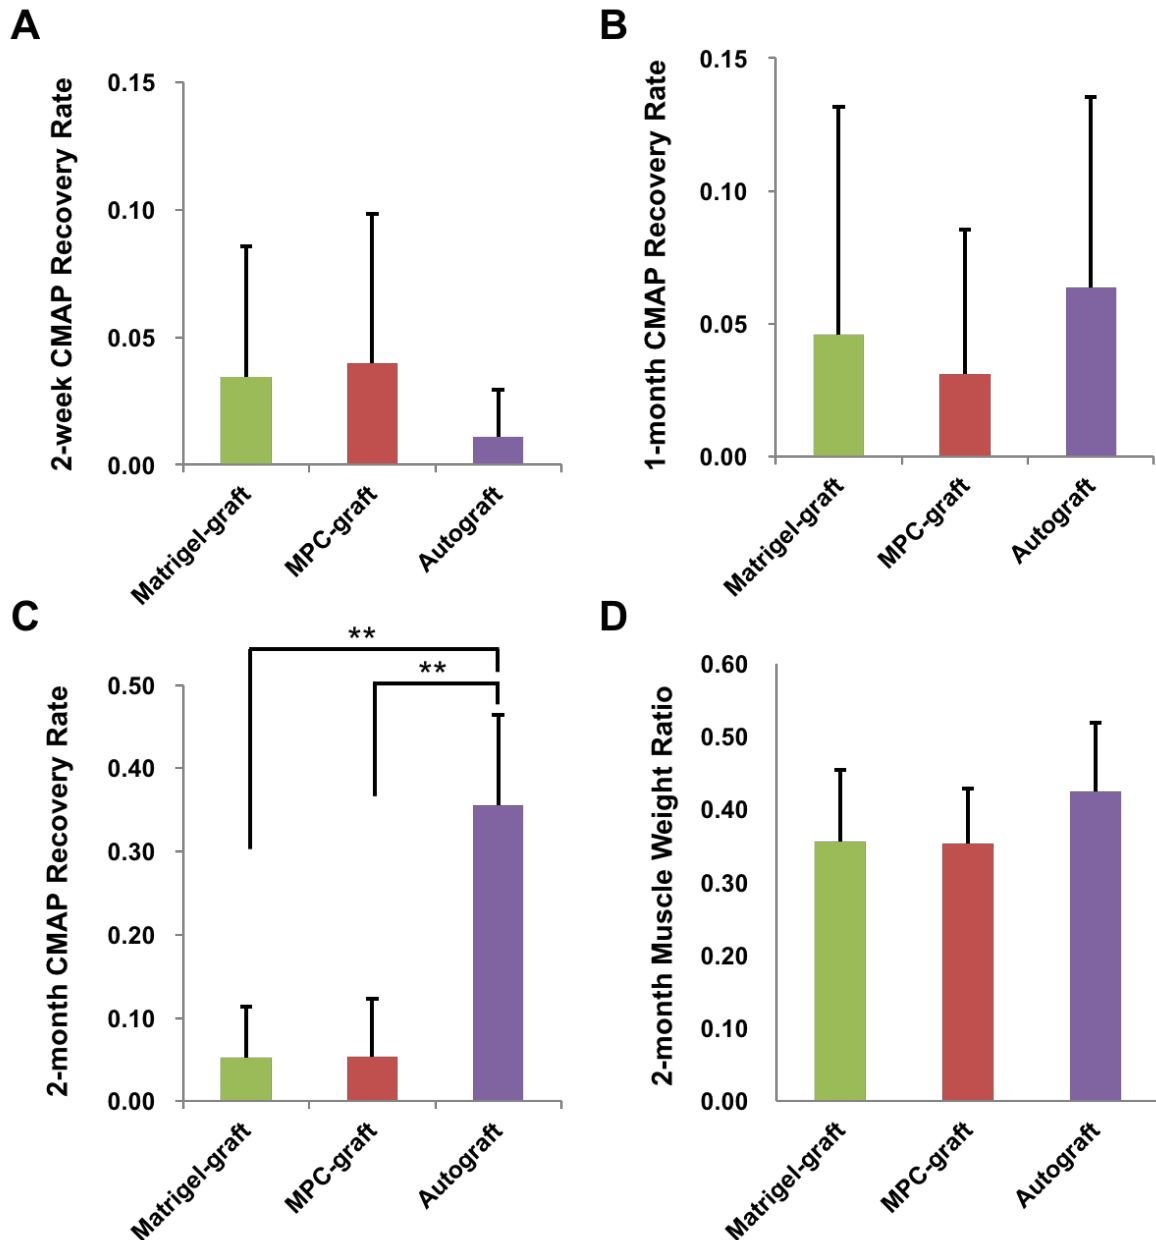 A
2-week CMAP Recovery Rate
0.15
0.10
0.05
0.00
Matrigel-graft
MPC-graft
Autograft
B
1-month CMAP Recovery Rate
0.15
0.10
0.05
0.00
Matrigel-graft
MPC-graft
Autograft
C
2-month CMAP Recovery Rate
**
**
0.50
0.40
0.30
0.20
0.10
0.00
Matrigel-graft
MPC-graft
Autograft
D
2-month Muscle Weight Ratio
0.60
0.50
0.40
0.30
0.20
0.10
0.00
Matrigel-graft
MPC-graft
Autograft